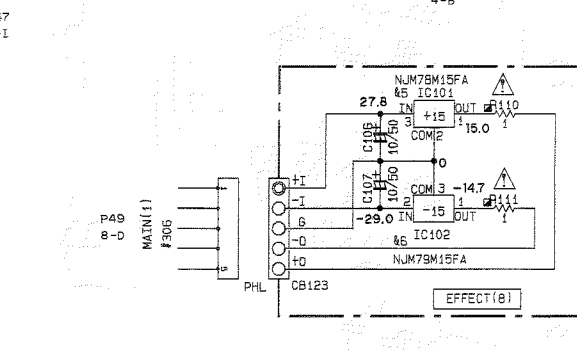 47
-I
4-B
NJM78M15FA
&5 IC101
27.8
IN
OUT
R110
3
+15
1
15.0
1
COM 2
C106
10/50
0
C107
10/50
COM 3
-14.7
R111
2
1
1
-15
-29.0
IN
OUT
&6
IC102
NJM79M15FA
+I
-I
G
-O
+O
1
5
P49
8-D
MAIN(1)
#306
PHL
CB123
EFFECT(8)